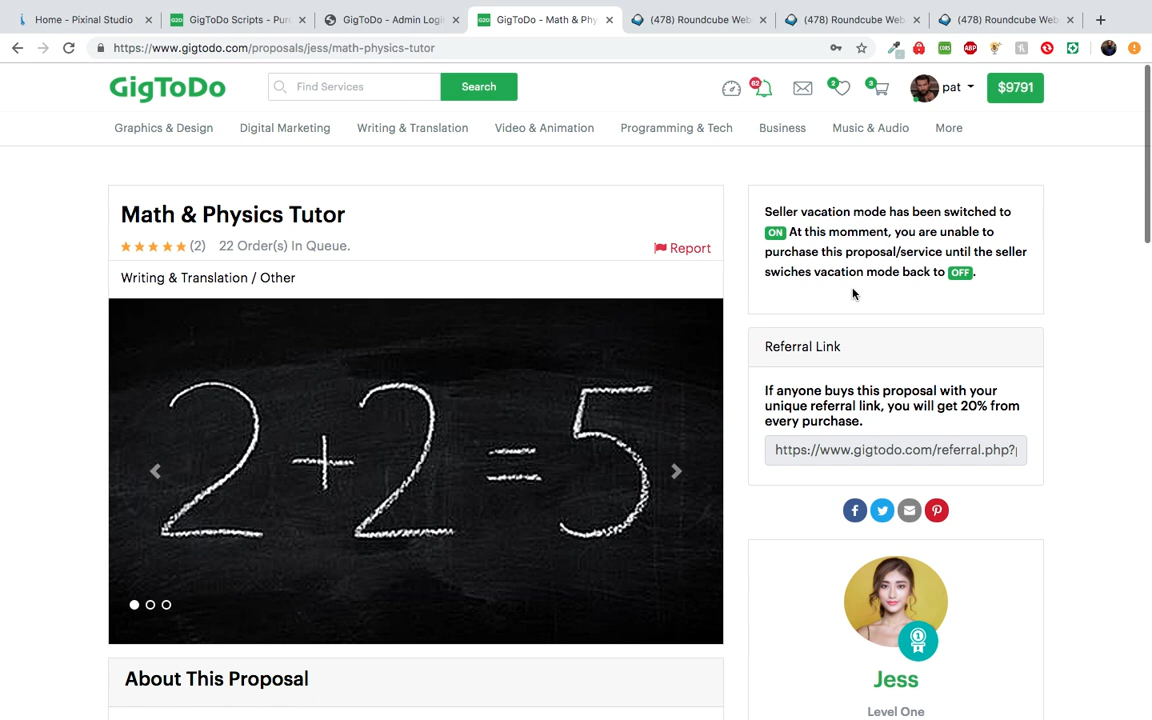 Home - Pixinal Studio
GigToDo Scripts - Pur
GigToDo - Admin Logi
GigToDo - Math & Phy
(478) Roundcube Web
(478) Roundcube Web
(478) Roundcube Web
https://www.gigtodo.com/proposals/jess/math-physics-tutor
GigToDo
Find Services
Search
62
2
3
pat
$9791
Graphics & Design
Digital Marketing
Writing & Translation
Video & Animation
Programming & Tech
Business
Music & Audio
More
Math & Physics Tutor
(2) 22 Order(s) In Queue.
Report
Writing & Translation / Other
2 + 2 = 5
About This Proposal
Seller vacation mode has been switched to
ON At this momment, you are unable to
purchase this proposal/service until the seller
swiches vacation mode back to OFF.
Referral Link
If anyone buys this proposal with your
unique referral link, you will get 20% from
every purchase.
https://www.gigtodo.com/referral.php?
Jess
Level One